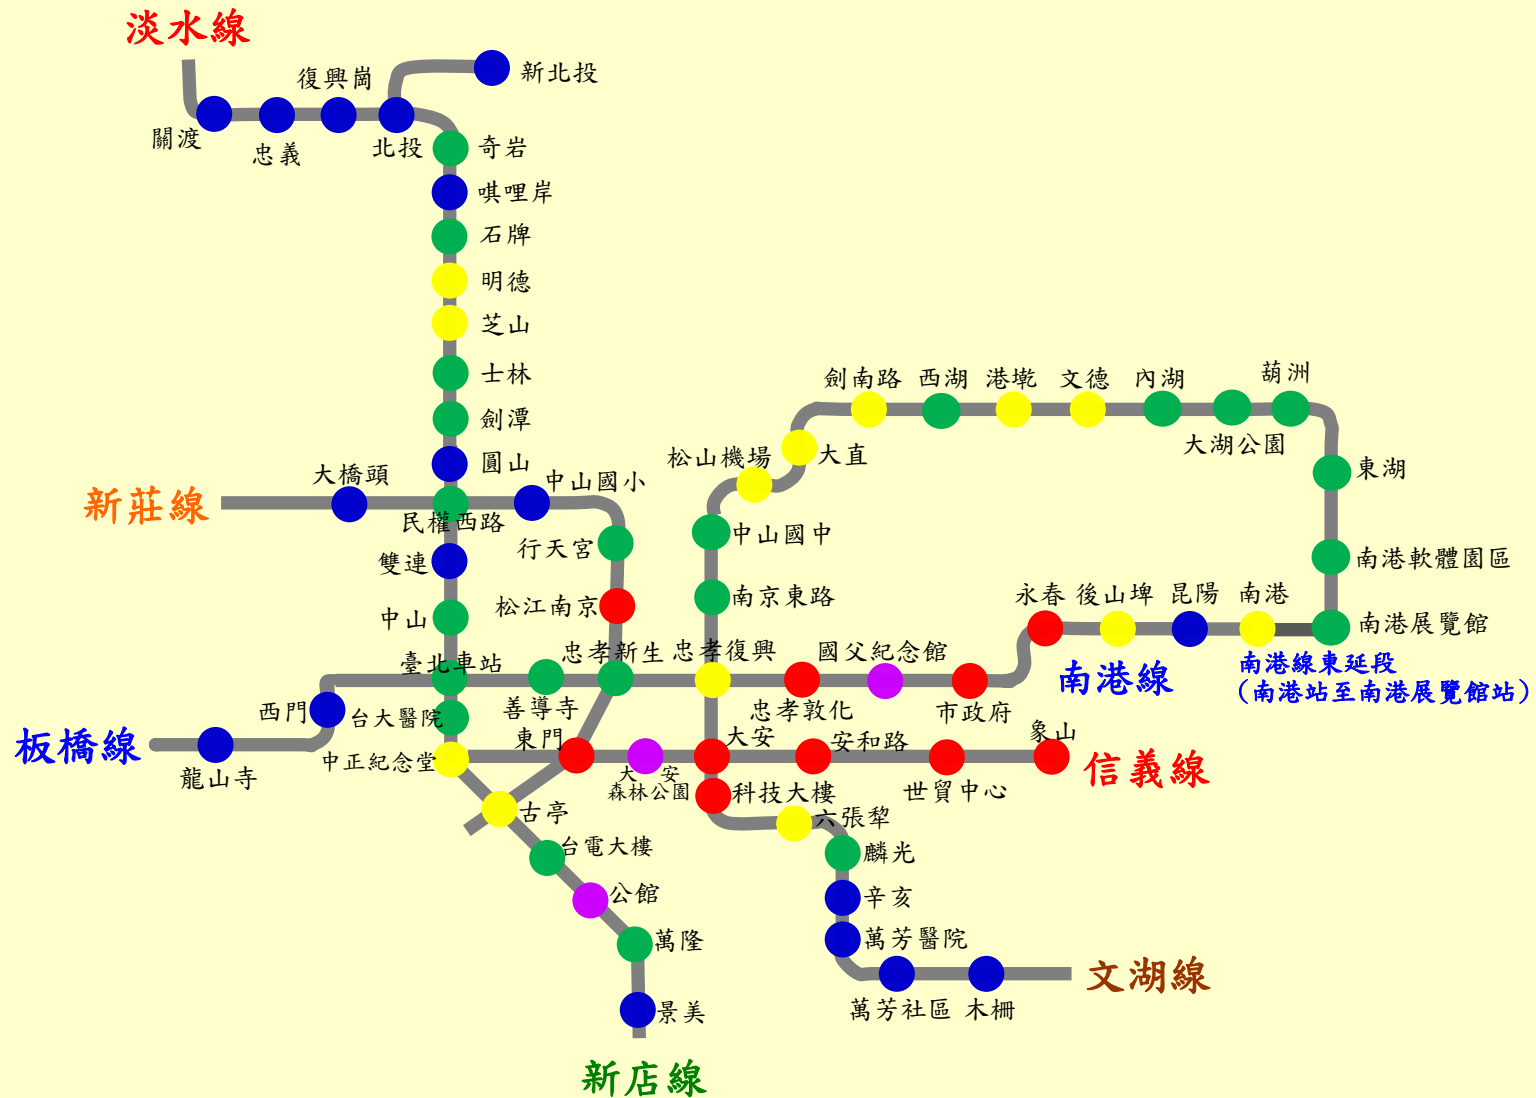 淡水線
新北投
復興崗
關渡
忠義
北投
奇岩
唭哩岸
石牌
明德
芝山
士林
劍潭
圓山
劍南路
西湖
港墘
文德
內湖
葫洲
大湖公園
松山機場
大直
東湖
大橋頭
中山國小
新莊線
民權西路
行天宮
中山國中
南港軟體園區
雙連
松江南京
南京東路
永春
後山埤
昆陽
南港
中山
南港展覽館
臺北車站
忠孝新生
忠孝復興
國父紀念館
南港線
南港線東延段
(南港站至南港展覽館站)
西門
台大醫院
善導寺
忠孝敦化
市政府
板橋線
龍山寺
中正紀念堂
東門
大安
安和路
象山
大 安
森林公園
科技大樓
世貿中心
信義線
古亭
六張犂
台電大樓
麟光
公館
辛亥
萬隆
萬芳醫院
文湖線
景美
萬芳社區
木柵
新店線